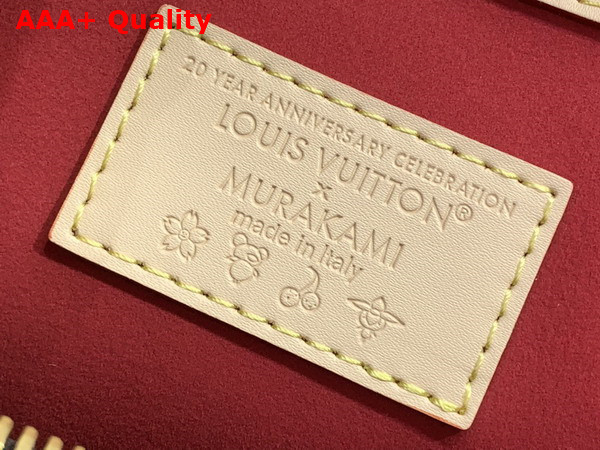 AAA+ Quality
20 YEAR ANNIVERSARY CELEBRATION
LOUIS VUITTON®
x
MURAKAMI
made in Italy